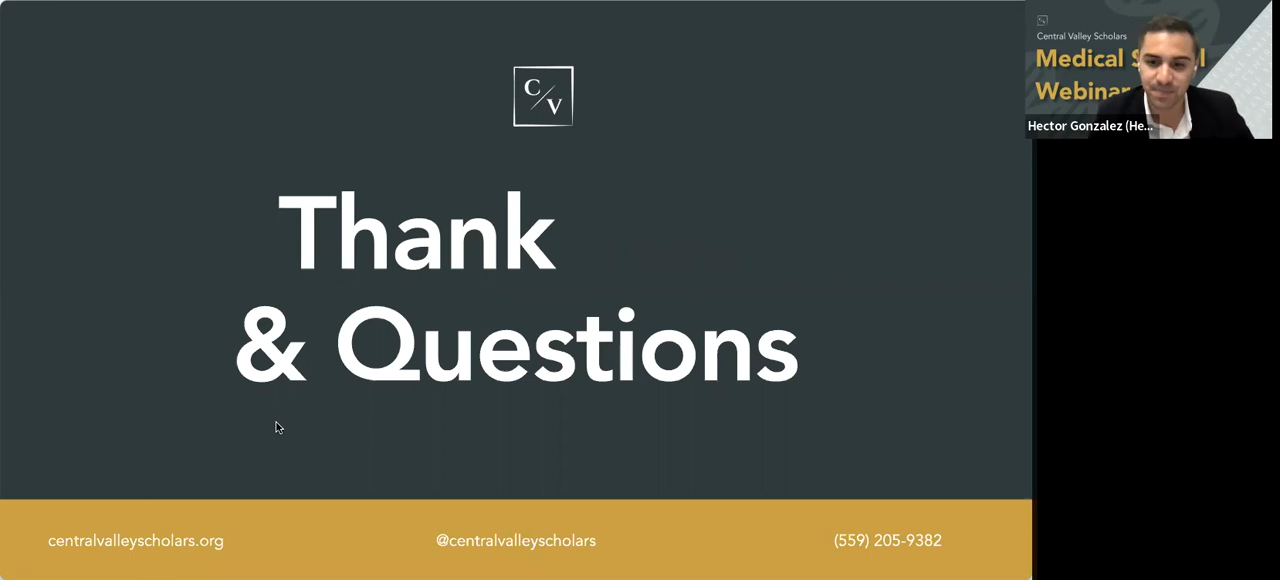 C
V
Thank
& Questions
centralvalleyscholars.org
@centralvalleyscholars
(559) 205-9382
Central Valley Scholars
Medical S l
Webinar
Hector Gonzalez (He...